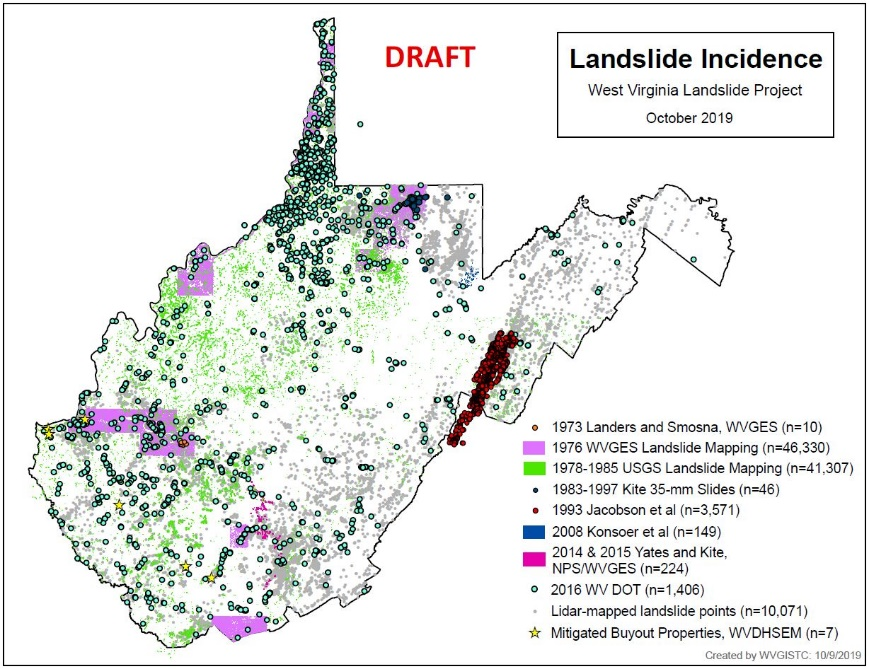 DRAFT
Landslide Incidence
West Virginia Landslide Project
October 2019
1973 Landers and Smosna, WVGES (n=10)
1976 WVGES Landslide Mapping (n=46,330)
1978-1985 USGS Landslide Mapping (n=41,307)
1983-1997 Kite 35-mm Slides (n=46)
1993 Jacobson et al (n=3,571)
2008 Konsoer et al (n=149)
2014 & 2015 Yates and Kite,
NPS/WVGES (n=224)
2016 WV DOT (n=1,406)
Lidar-mapped landslide points (n=10,071)
Mitigated Buyout Properties, WVDHSEM (n=7)
Created by WVGISTC: 10/9/2019